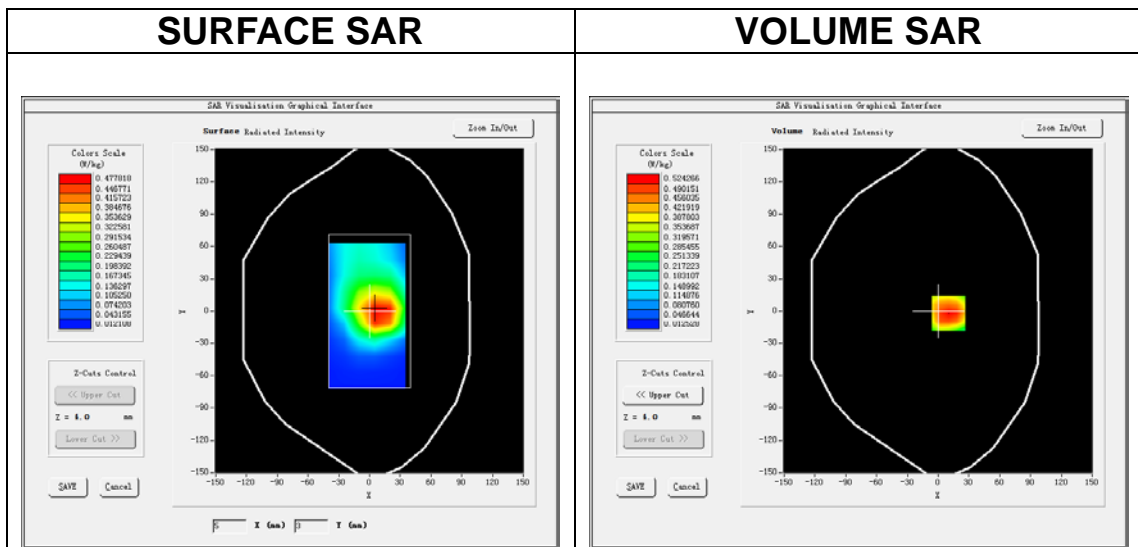 SURFACE SAR
SAR Visualisation Graphical Interface
Surface Radiated Intensity
Zoom In/Out
Colors Scale
(W/kg)
0.477818
0.446771
0.415723
0.384676
0.353629
0.322581
0.291534
0.260487
0.229439
0.198392
0.167345
0.136297
0.105250
0.074203
0.043155
0.012108
150
120
90
60
30
0
-30
-60
-90
-120
-150
Y
-150 -120 -90 -60 -30 0 30 60 90 120 150
X
Z-Cuts Control
<< Upper Cut
Z = 4.0 mm
Lower Cut >>
SAVE Cancel
5 X (mm) 3 Y (mm)
VOLUME SAR
SAR Visualisation Graphical Interface
Volume Radiated Intensity
Zoom In/Out
Colors Scale
(W/kg)
0.524266
0.490151
0.456035
0.421919
0.387803
0.353687
0.319571
0.285455
0.251339
0.217223
0.183107
0.148992
0.114876
0.080760
0.046644
0.012528
150
120
90
60
30
0
-30
-60
-90
-120
-150
Y
-150 -120 -90 -60 -30 0 30 60 90 120 150
X
Z-Cuts Control
<< Upper Cut
Z = 4.0 mm
Lower Cut >>
SAVE Cancel